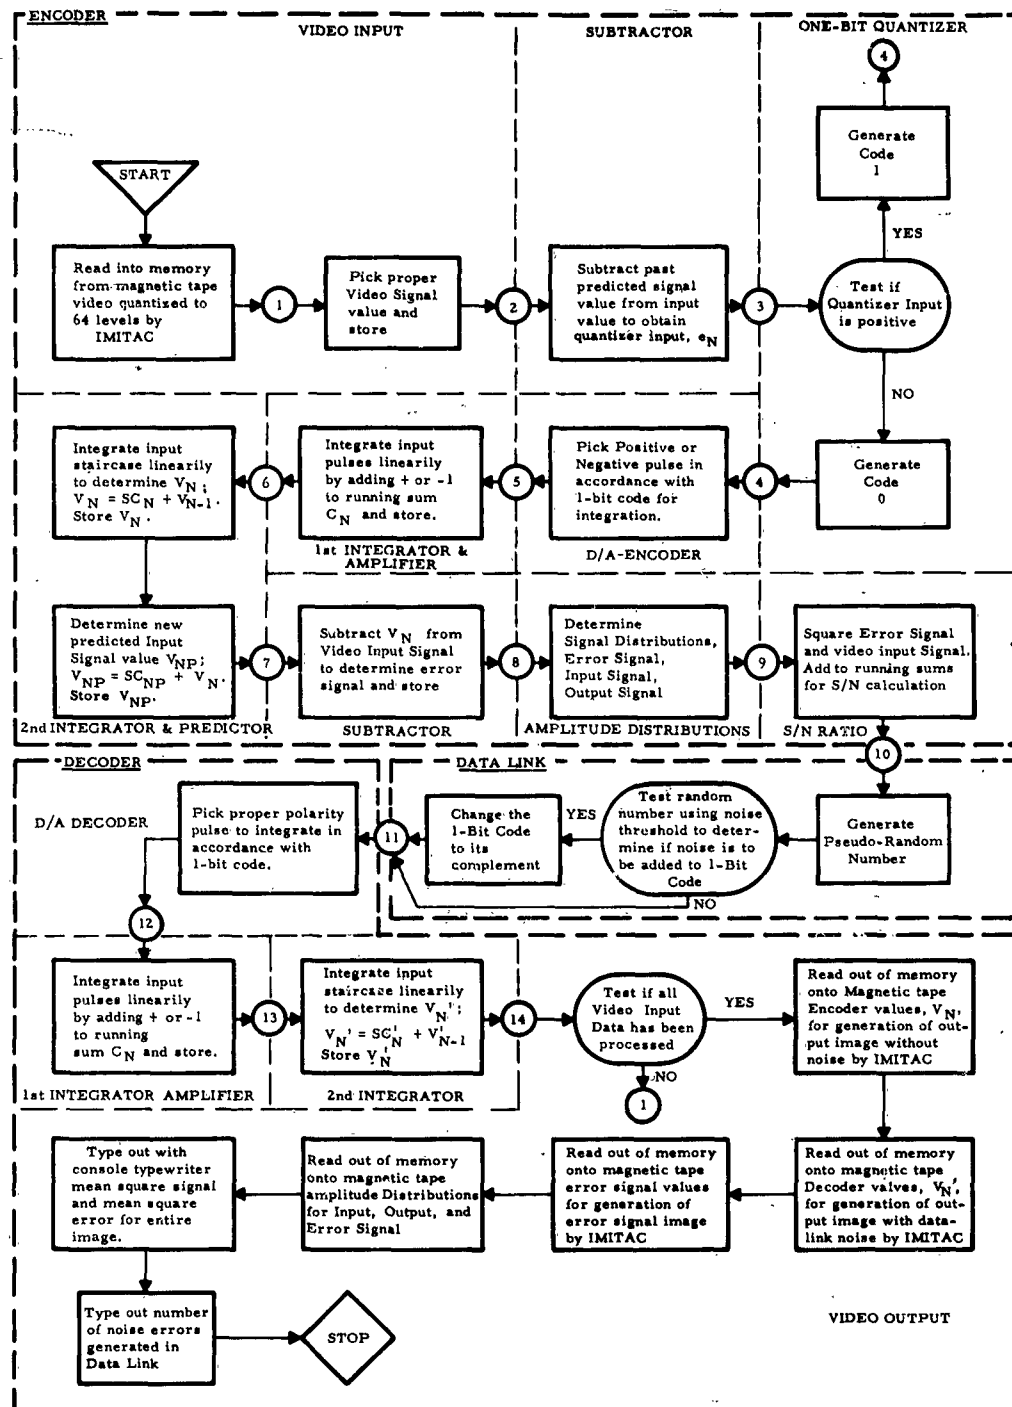 ENCODER
VIDEO INPUT
SUBTRACTOR
ONE-BIT QUANTIZER
4
Generate
Code
1
START
YES
Read into memory
from magnetic tape
video quantized to
64 levels by
IMITAC
1
Pick proper
Video Signal
value and
store
2
Subtract past
predicted signal
value from input
value to obtain
quantizer input, eN
3
Test if
Quantizer Input
is positive
NO
Integrate input
staircase linearily
to determine VN;
VN = SCN + VN-1.
Store VN.
6
Integrate input
pulses linearily
by adding + or -1
to running sum
CN and store.
1st INTEGRATOR &
AMPLIFIER
5
Pick Positive or
Negative pulse in
accordance with
1-bit code for
integration.
D/A-ENCODER
4
Generate
Code
0
Determine new
predicted Input
Signal value VNP;
VNP = SCNP + VN.
Store VNP.
2nd INTEGRATOR & PREDICTOR
7
Subtract VN from
Video Input Signal
to determine error
signal and store
SUBTRACTOR
8
Determine
Signal Distributions,
Error Signal,
Input Signal,
Output Signal
AMPLITUDE DISTRIBUTIONS
9
Square Error Signal
and video input Signal.
Add to running sums
for S/N calculation
S/N RATIO
10
DECODER
DATA LINK
D/A DECODER
Pick proper polarity
pulse to integrate in
accordance with
1-bit code.
11
Change the
1-Bit Code
to its
complement
YES
Test random
number using noise
threshold to deter-
mine if noise is to
be added to 1-Bit
Code
NO
Generate
Pseudo-Random
Number
12
Integrate input
pulses linearily
by adding + or -1
to running
sum CN and store.
1st INTEGRATOR AMPLIFIER
13
Integrate input
staircase linearily
to determine VN';
VN' = SCN' + V'N-1
Store VN'
2nd INTEGRATOR
14
Test if all
Video Input
Data has been
processed
YES
NO
1
Read out of memory
onto Magnetic tape
Encoder values, VN,
for generation of out-
put image without
noise by IMITAC
Type out with
console typewriter
mean square signal
and mean square
error for entire
image.
Read out of memory
onto magnetic tape
amplitude Distributions
for Input, Output, and
Error Signal
Read out of memory
onto magnetic tape
error signal values
for generation of
error signal image
by IMITAC
Read out of memory
onto magnetic tape
Decoder valves, VN',
for generation of out-
put image with data-
link noise by IMITAC
Type out number
of noise errors
generated in
Data Link
STOP
VIDEO OUTPUT